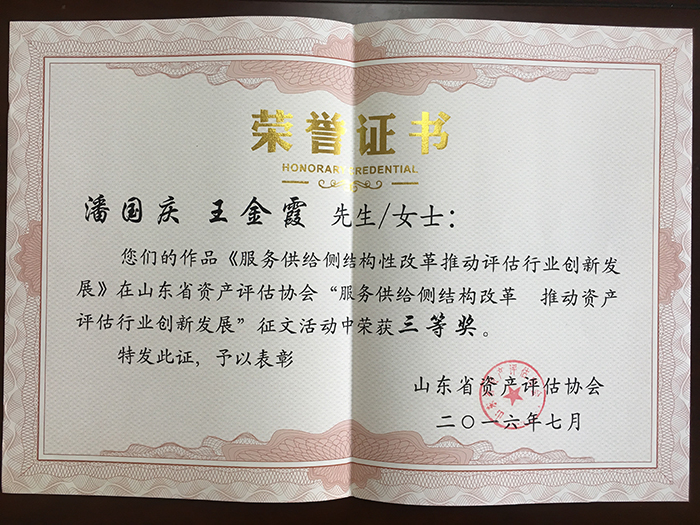 荣誉证书
HONORARY CREDENTIAL
潘国庆 王金霞 先生/女士：
您们的作品《服务供给侧结构性改革推动评估行业创新发
展》在山东省资产评估协会“服务供给侧结构改革 推动资产
评估行业创新发展”征文活动中荣获三等奖。
特发此证，予以表彰
山东省资产评估协会
二〇一六年七月